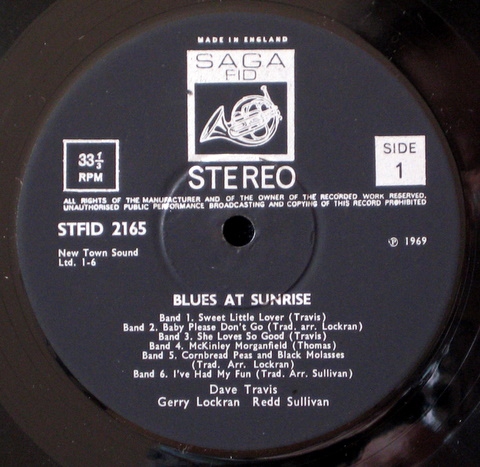 MADE IN ENGLAND
SAGA
FID
33⅓
RPM
SIDE
1
STEREO
ALL RIGHTS OF THE MANUFACTURER AND OF THE OWNER OF THE RECORDED WORK RESERVED.
UNAUTHORISED PUBLIC PERFORMANCE BROADCASTING AND COPYING OF THIS RECORD PROHIBITED
STFID 2165
New Town Sound
Ltd. 1-6
℗ 1969
BLUES AT SUNRISE
Band 1. Sweet Little Lover (Travis)
Band 2. Baby Please Don't Go (Trad. arr. Lockran)
Band 3. She Loves So Good (Travis)
Band 4. McKinley Morganfield (Thomas)
Band 5. Cornbread Peas and Black Molasses
(Trad. arr. Lockran)
Band 6. I've Had My Fun (Trad. Arr. Sullivan)
Dave Travis
Gerry Lockran Redd Sullivan